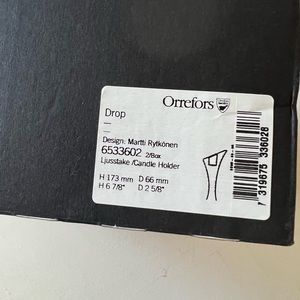 Orrefors
Drop
—
—
Design: Martti Rytkönen
6533602 2/Box
Ljusstake /Candle Holder
H 173 mm D 66 mm
H 6 7/8" D 2 5/8"
7 319675 336028